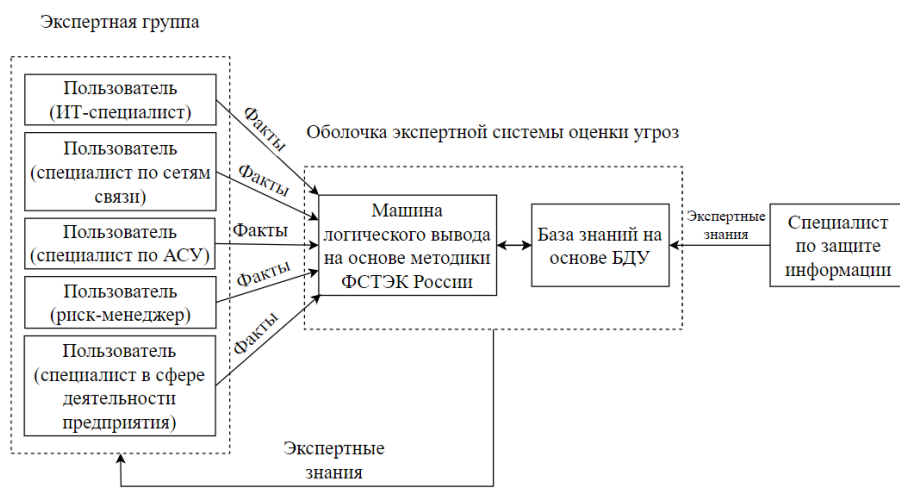 Экспертная группа
Пользователь
(ИТ-специалист)
Пользователь
(специалист по сетям
связи)
Пользователь
(специалист по АСУ)
Пользователь
(риск-менеджер)
Пользователь
(специалист в сфере
деятельности
предприятия)
Факты
Факты
Факты
Факты
Факты
Оболочка экспертной системы оценки угроз
Машина
логического вывода
на основе методики
ФСТЭК России
База знаний на
основе БДУ
Экспертные
знания
Специалист
по защите
информации
Экспертные
знания